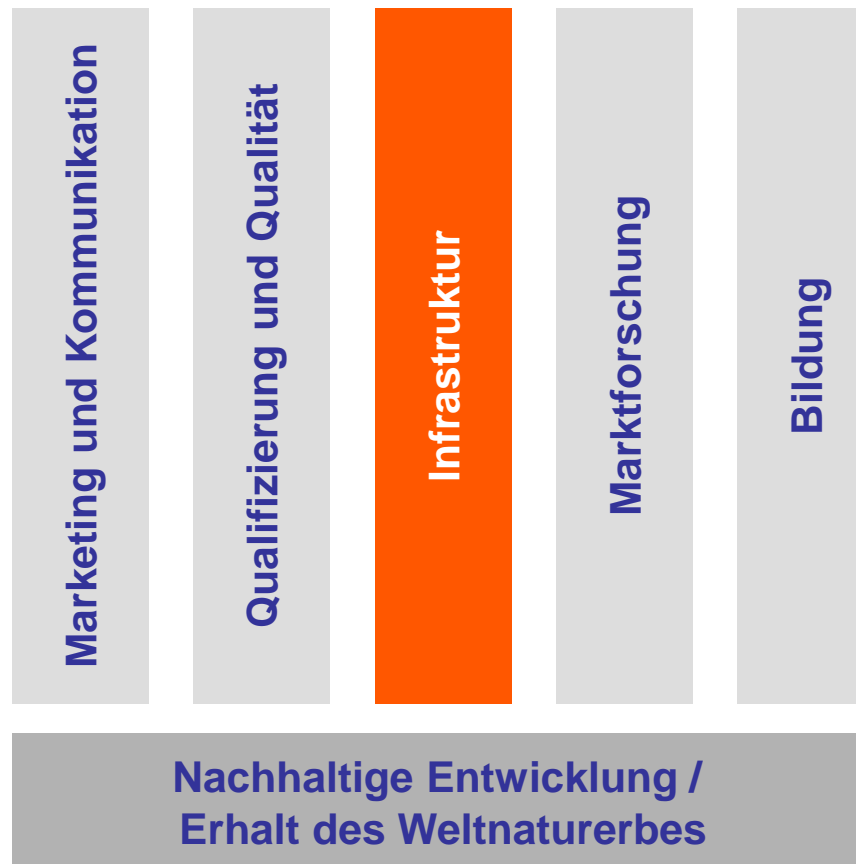 Marketing und Kommunikation
Qualifizierung und Qualität
Infrastruktur
Marktforschung
Bildung
Nachhaltige Entwicklung /
Erhalt des Weltnaturerbes